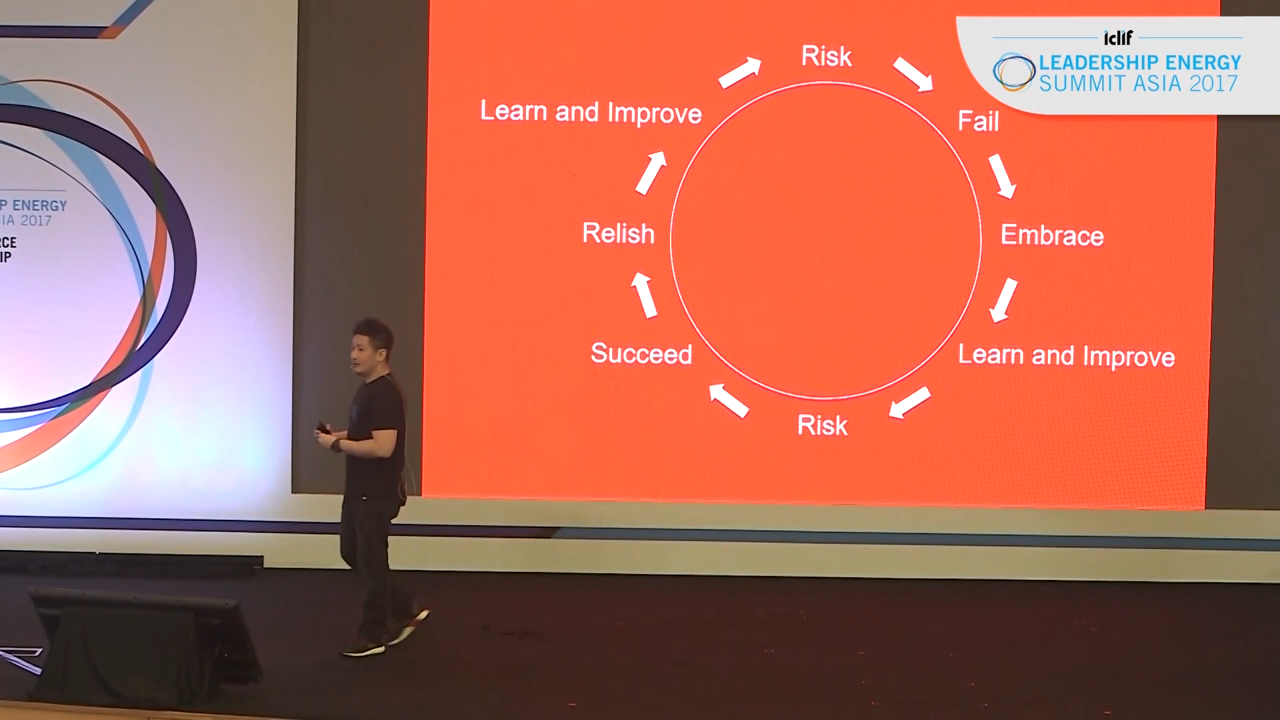 iclif
LEADERSHIP ENERGY
SUMMIT ASIA 2017
Risk
Fail
Embrace
Learn and Improve
Risk
Succeed
Relish
Learn and Improve
P ENERGY
IA 2017
RCE
IP